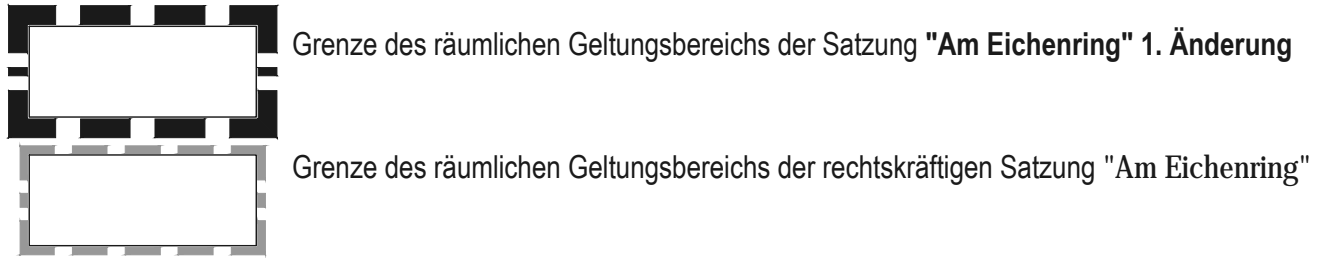 Grenze des räumlichen Geltungsbereichs der Satzung "Am Eichenring" 1. Änderung
Grenze des räumlichen Geltungsbereichs der rechtskräftigen Satzung "Am Eichenring"